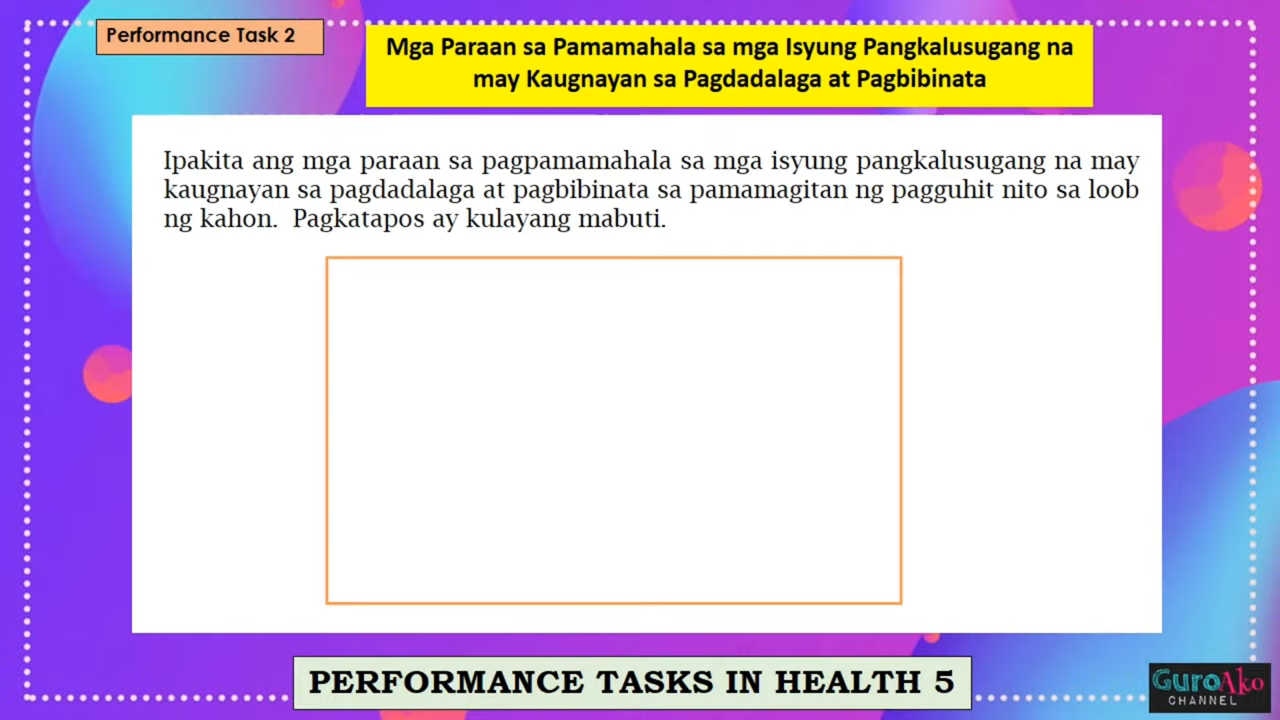 Performance Task 2
Mga Paraan sa Pamamahala sa mga Isyung Pangkalusugang na
may Kaugnayan sa Pagdadalaga at Pagbibinata
Ipakita ang mga paraan sa pagpamamahala sa mga isyung pangkalusugang na may
kaugnayan sa pagdadalaga at pagbibinata sa pamamagitan ng pagguhit nito sa loob
ng kahon. Pagkatapos ay kulayang mabuti.
PERFORMANCE TASKS IN HEALTH 5
GuroAko
CHANNEL